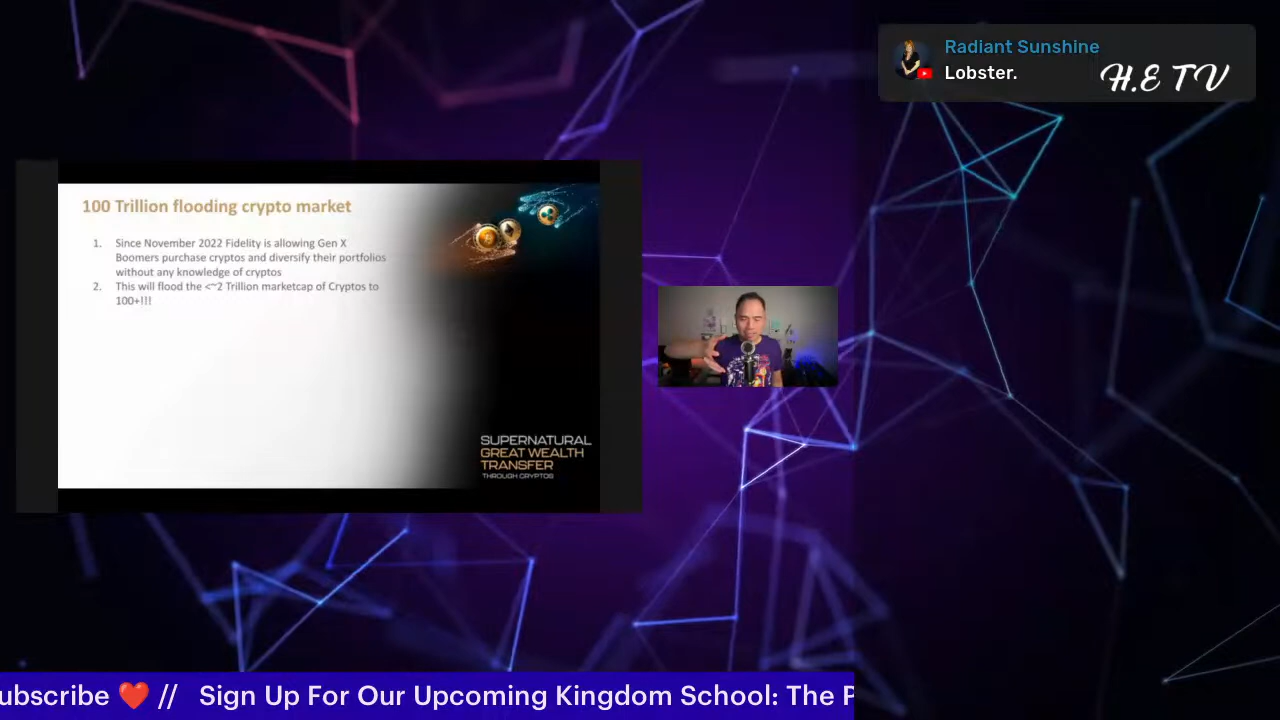 Radiant Sunshine
Lobster.
H.E TV
100 Trillion flooding crypto market
1. Since November 2022 Fidelity is allowing Gen X
Boomers purchase cryptos and diversify their portfolios
without any knowledge of cryptos
2. This will flood the <~2 Trillion marketcap of Cryptos to
100+!!!
SUPERNATURAL
GREAT WEALTH
TRANSFER
THROUGH CRYPTOS
ubscribe ❤️ // Sign Up For Our Upcoming Kingdom School: The P